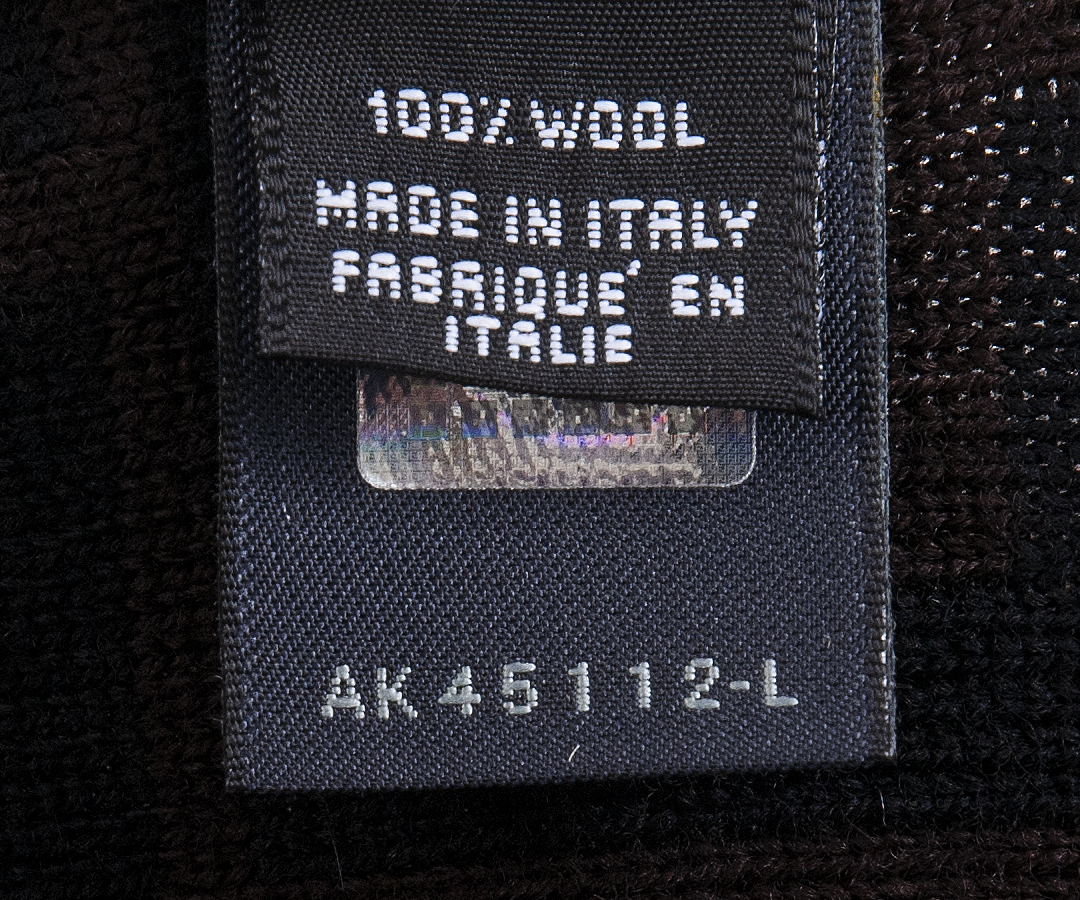 100% WOOL
MADE IN ITALY
FABRIQUE' EN
ITALIE
AK45112-L